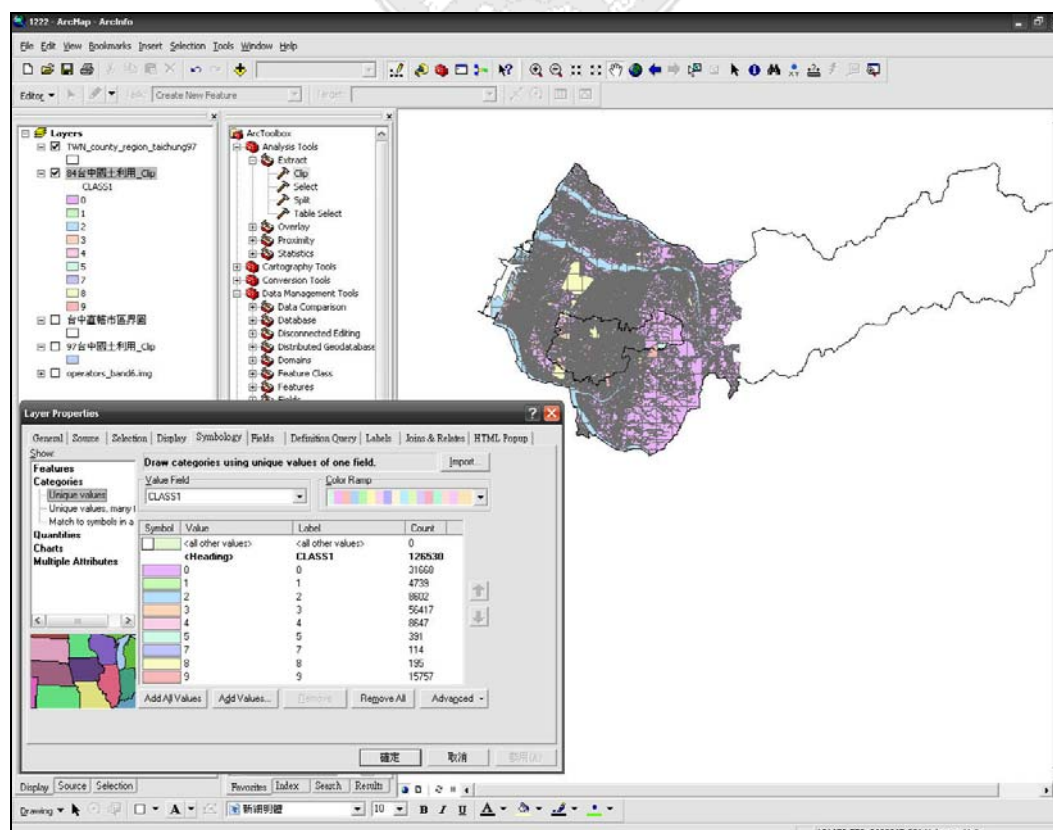 1222 - ArcMap - ArcInfo
File Edit View Bookmarks Insert Selection Tools Window Help
Editor Create New Feature
Layers
TWN_county_region_taichung97
84台中國土利用_Clip
CLASS1
0
1
2
3
4
5
7
8
9
台中直轄市區界圖
97台中國土利用_Clip
operators_band6.img
ArcToolbox
Analysis Tools
Extract
Clip
Select
Split
Table Select
Overlay
Proximity
Statistics
Cartography Tools
Conversion Tools
Data Management Tools
Data Comparison
Database
Disconnected Editing
Distributed Geodatabase
Domains
Feature Class
Features
Layer Properties
General Source Selection Display Symbology Fields Definition Query Labels Joins & Relates HTML Popup
Show:
Features
Categories
Unique values
Unique values, many
Match to symbols in a
Quantities
Charts
Multiple Attributes
Draw categories using unique values of one field.
Import...
Value Field
CLASS1
Color Ramp
Symbol Value Label Count
<all other values> <all other values> 0
<Heading> CLASS1 126530
0 0 31668
1 1 4739
2 2 8602
3 3 56417
4 4 8647
5 5 391
7 7 114
8 8 195
9 9 15757
Add All Values Add Values... Remove Remove All Advanced
確定 取消
Display Source Selection
Favorites Index Search Results
Drawing A 新細明體 10 B I U A